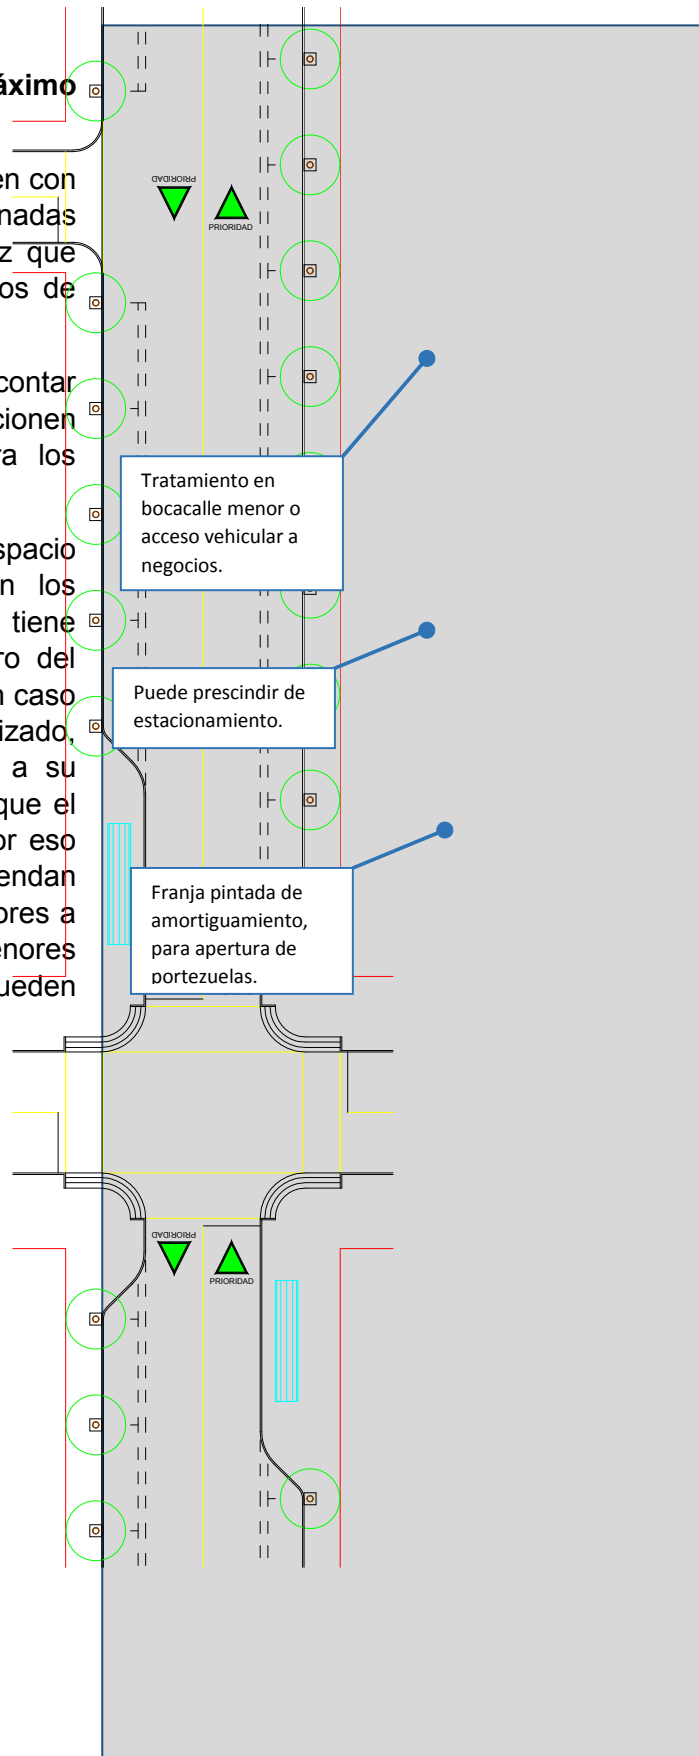 máximo
en con
nadas
z que
os de
contar
cionen
ra los
spacio
n los
tiene
ro del
n caso
izado,
a su
que el
or eso
endan
ores a
enores
ueden
PRIORIDAD
PRIORIDAD
Tratamiento en
bocacalle menor o
acceso vehicular a
negocios.
Puede prescindir de
estacionamiento.
Franja pintada de
amortiguamiento,
para apertura de
portezuelas.
PRIORIDAD
PRIORIDAD